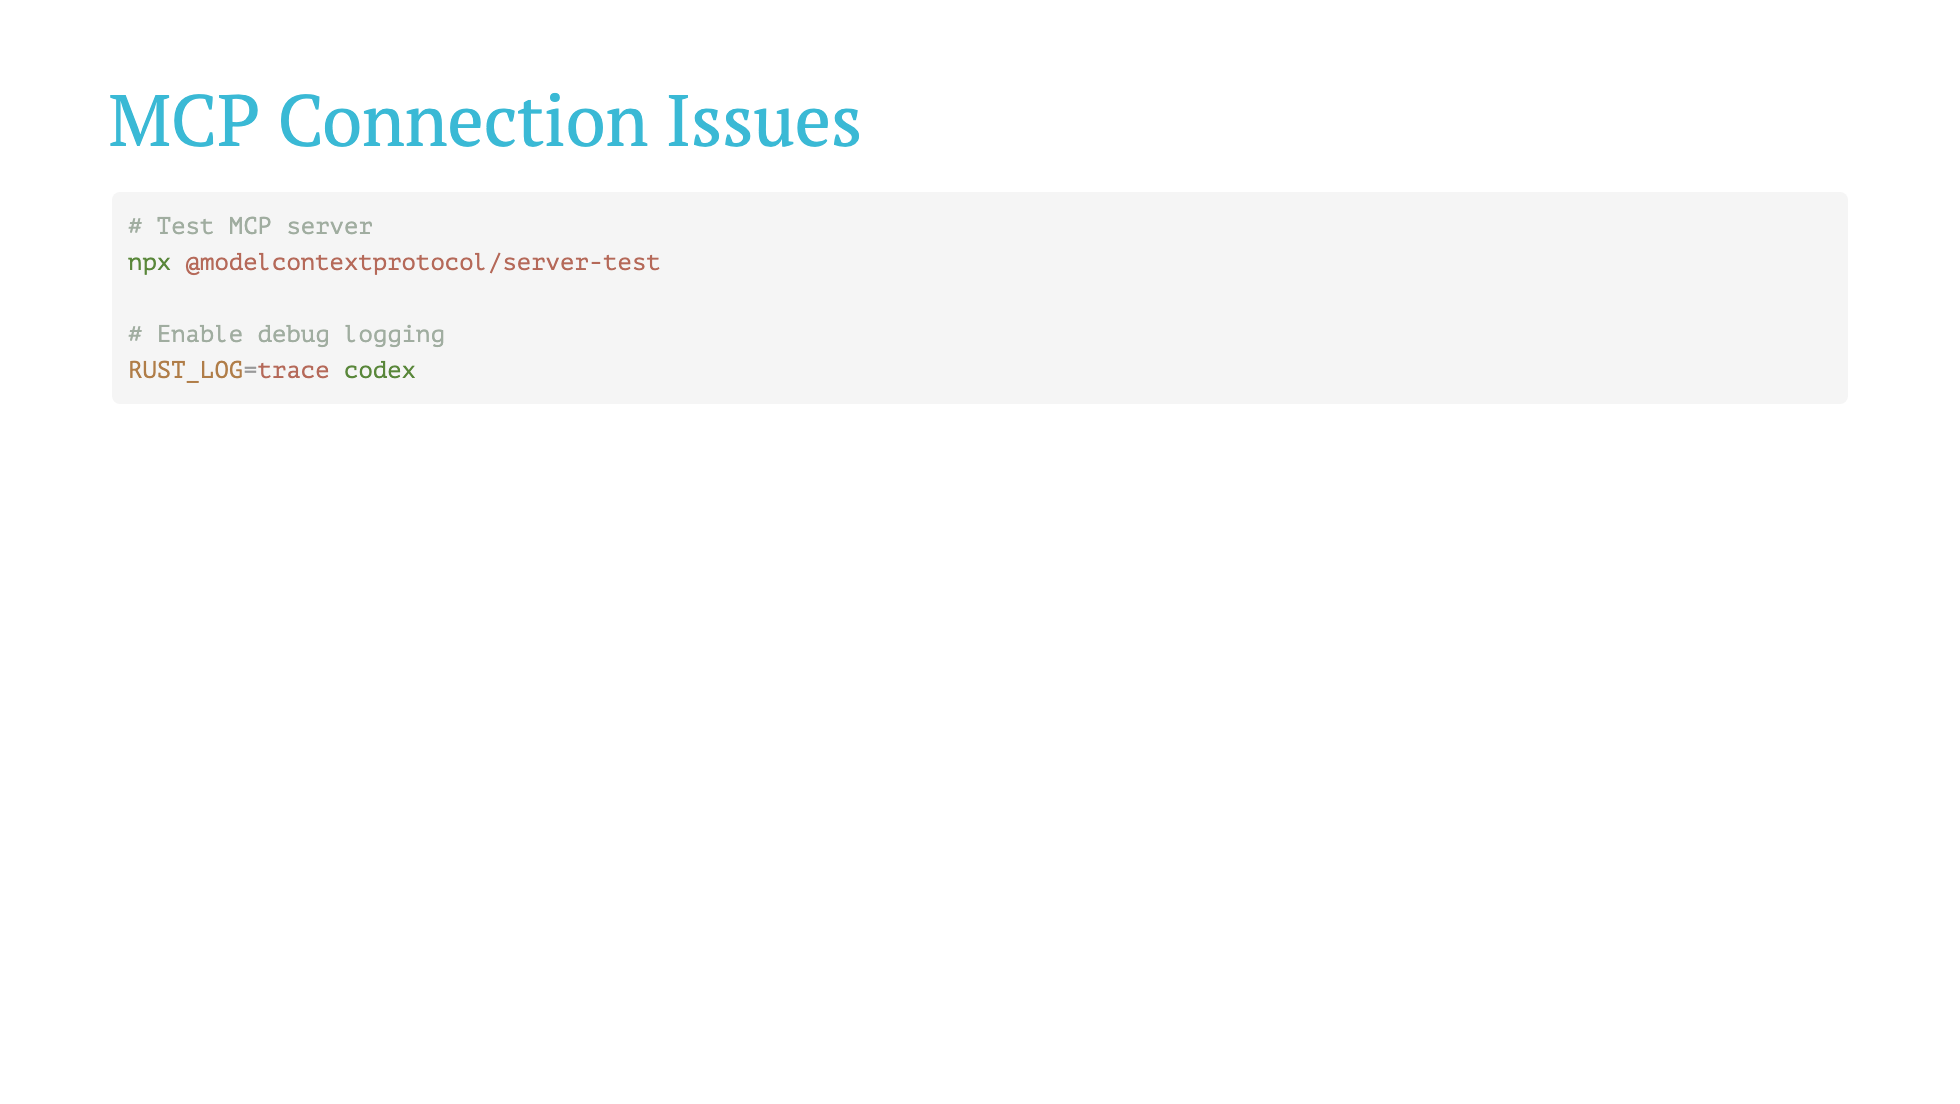 MCP Connection Issues
# Test MCP server
npx @modelcontextprotocol/server-test
# Enable debug logging
RUST_LOG=trace codex